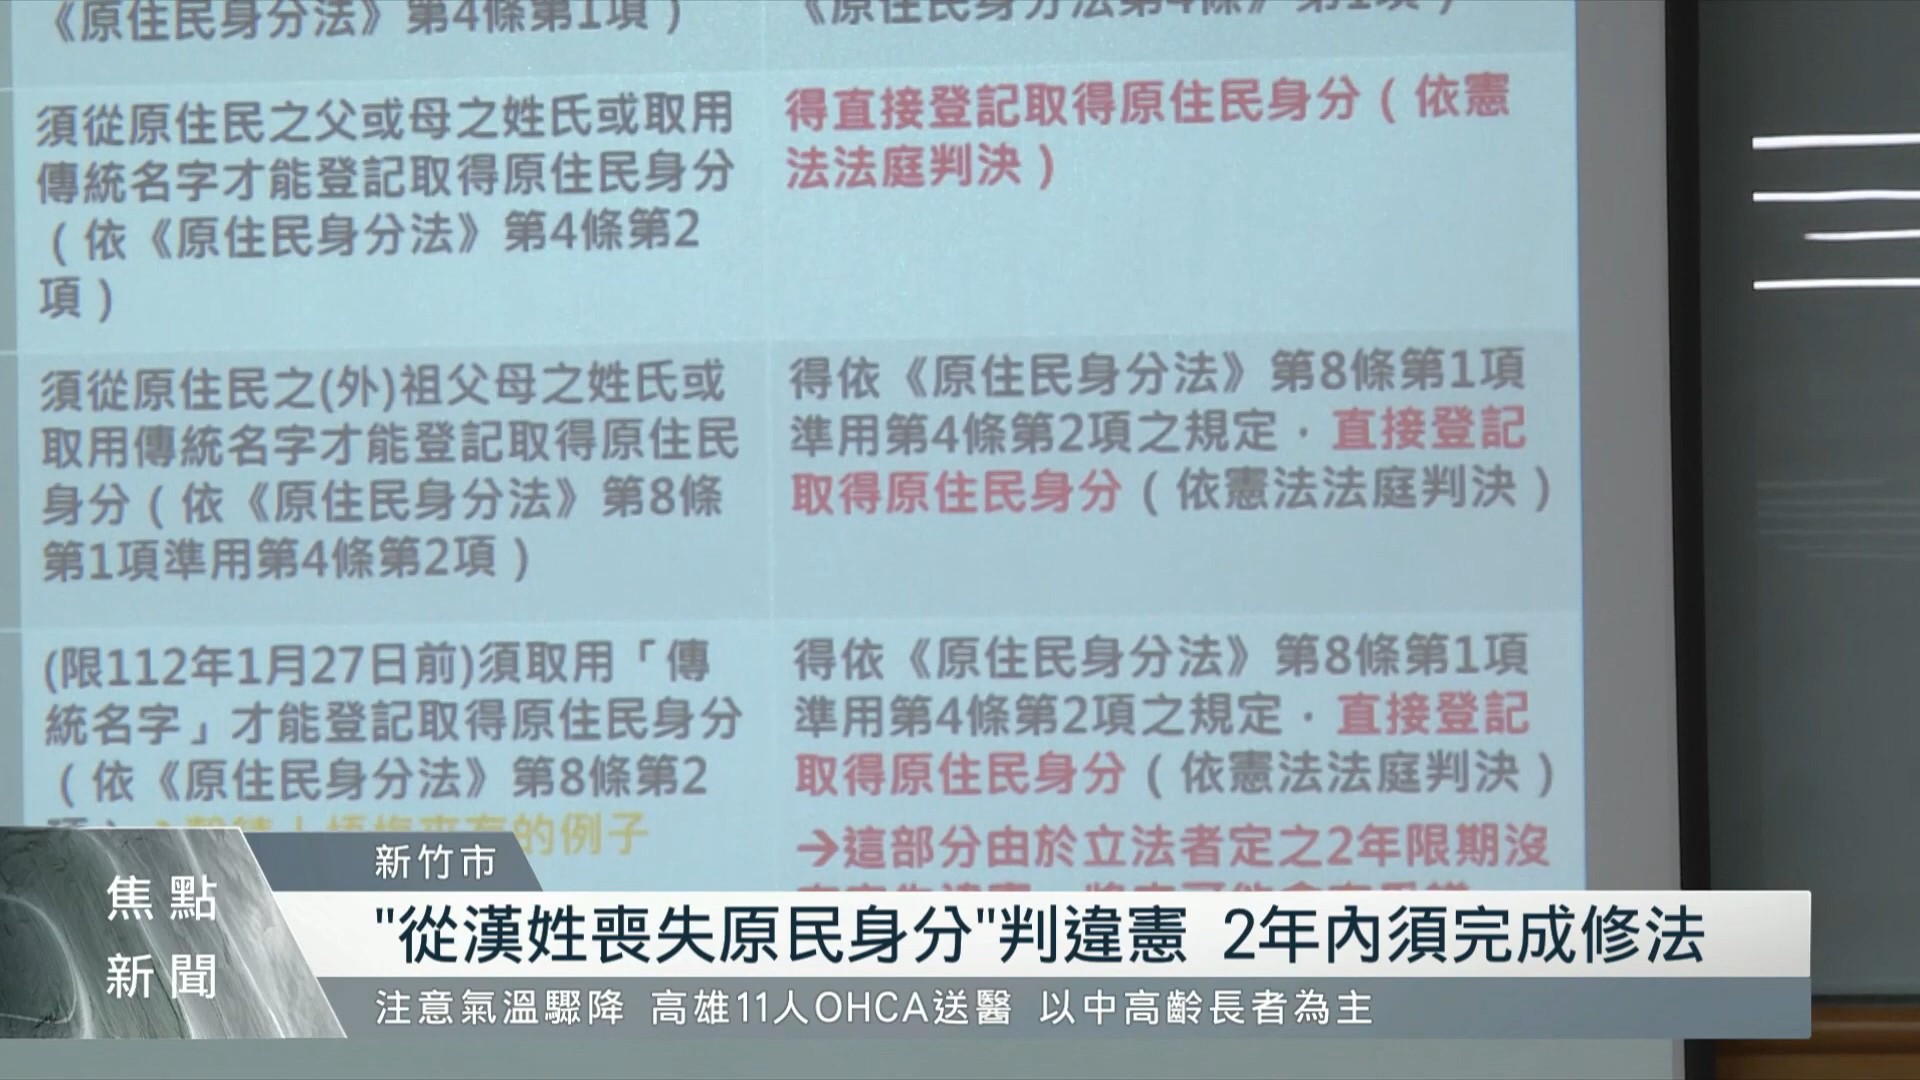 《原住民身分法》第4條第1項）
《原住民身分法第4條》第1項）
須從原住民之父或母之姓氏或取用
傳統名字才能登記取得原住民身分
（依《原住民身分法》第4條第2
項）
得直接登記取得原住民身分（依憲
法法庭判決）
須從原住民之(外)祖父母之姓氏或
取用傳統名字才能登記取得原住民
身分（依《原住民身分法》第8條
第1項準用第4條第2項）
得依《原住民身分法》第8條第1項
準用第4條第2項之規定，直接登記
取得原住民身分（依憲法法庭判決）
(限112年1月27日前)須取用「傳
統名字」才能登記取得原住民身分
（依《原住民身分法》第8條第2
的例子
得依《原住民身分法》第8條第1項
準用第4條第2項之規定，直接登記
取得原住民身分（依憲法法庭判決）
→這部分由於立法者定之2年限期沒
焦點
新聞
新竹市
"從漢姓喪失原民身分"判違憲 2年內須完成修法
注意氣溫驟降 高雄11人OHCA送醫 以中高齡長者為主